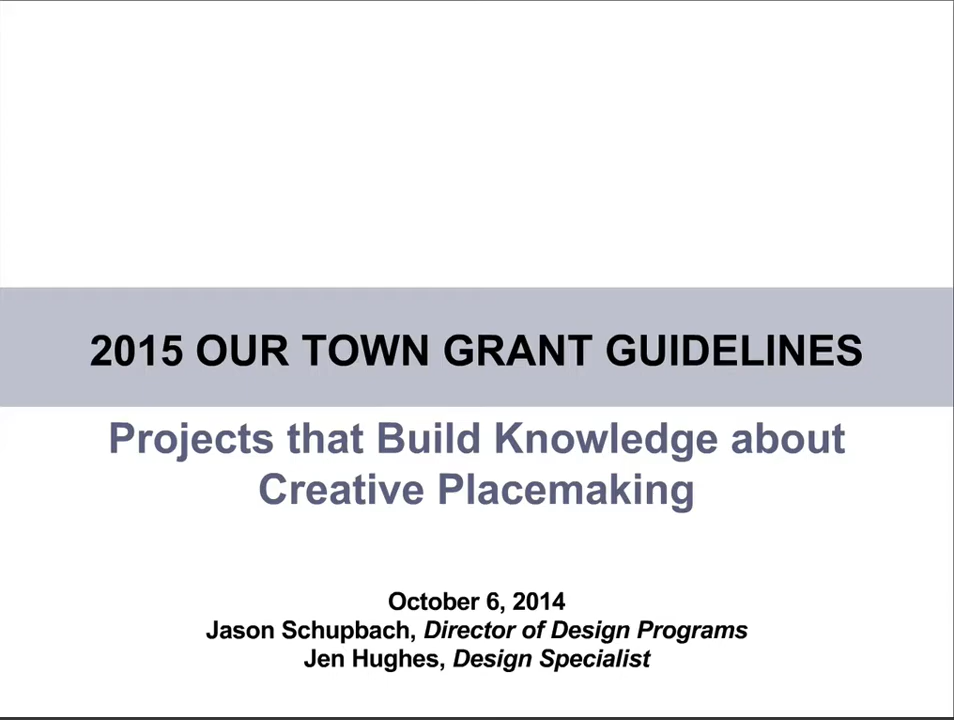 2015 OUR TOWN GRANT GUIDELINES
Projects that Build Knowledge about
Creative Placemaking
October 6, 2014
Jason Schupbach, Director of Design Programs
Jen Hughes, Design Specialist